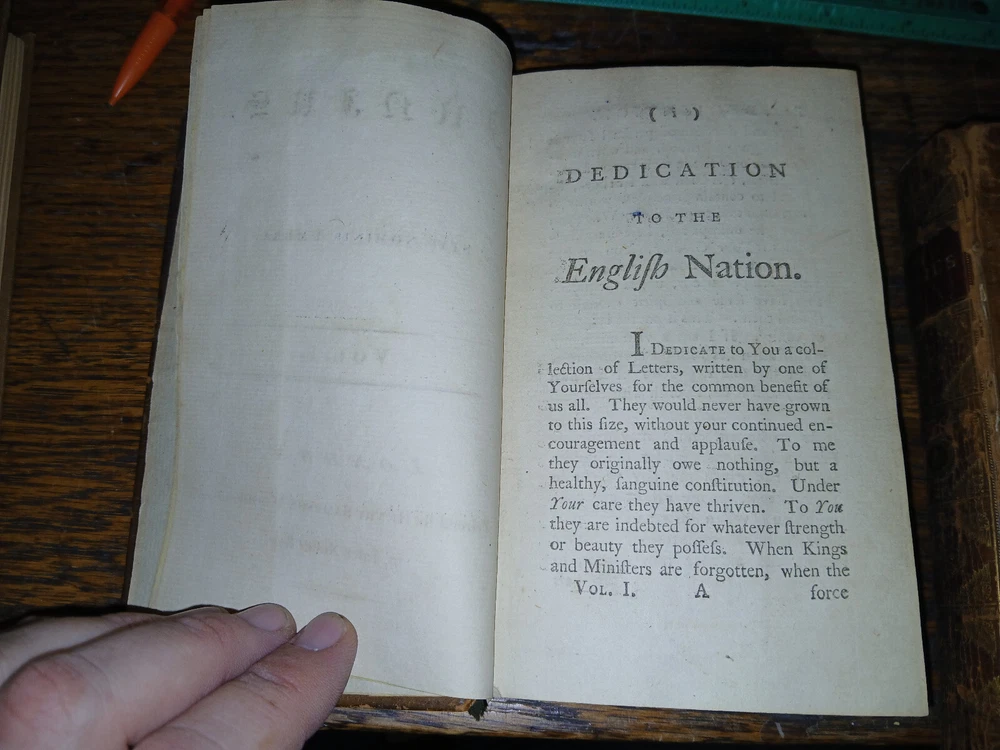 ( i )
DEDICATION
TO THE
Engliſh Nation.
I DEDICATE to You a col-
lection of Letters, written by one of
Yourſelves for the common benefit of
us all. They would never have grown
to this ſize, without your continued en-
couragement and applauſe. To me
they originally owe nothing, but a
healthy, ſanguine conſtitution. Under
Your care they have thriven. To You
they are indebted for whatever ſtrength
or beauty they poſſeſs. When Kings
and Miniſters are forgotten, when the
VOL. I. A force